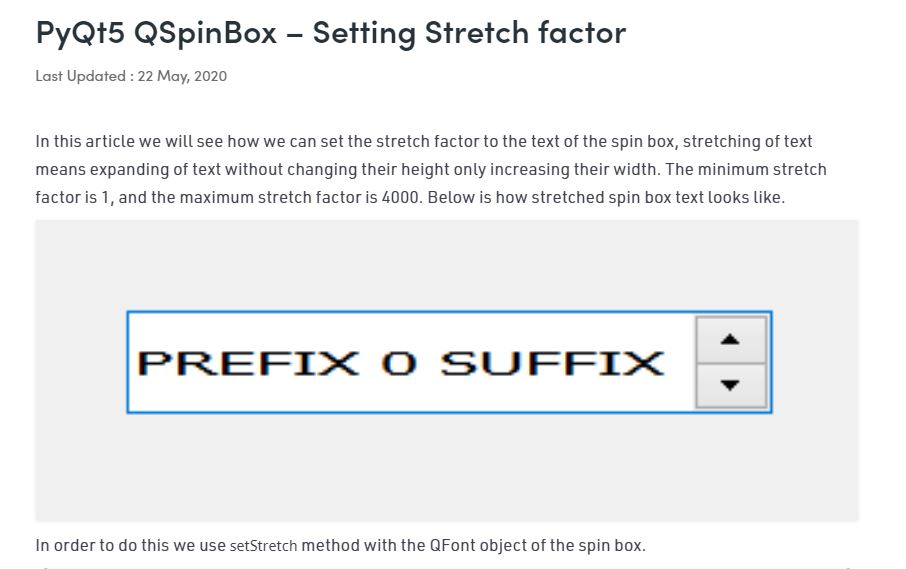 PyQt5 QSpinBox – Setting Stretch factor
Last Updated : 22 May, 2020
In this article we will see how we can set the stretch factor to the text of the spin box, stretching of text
means expanding of text without changing their height only increasing their width. The minimum stretch
factor is 1, and the maximum stretch factor is 4000. Below is how stretched spin box text looks like.
PREFIX 0 SUFFIX
In order to do this we use setStretch method with the QFont object of the spin box.